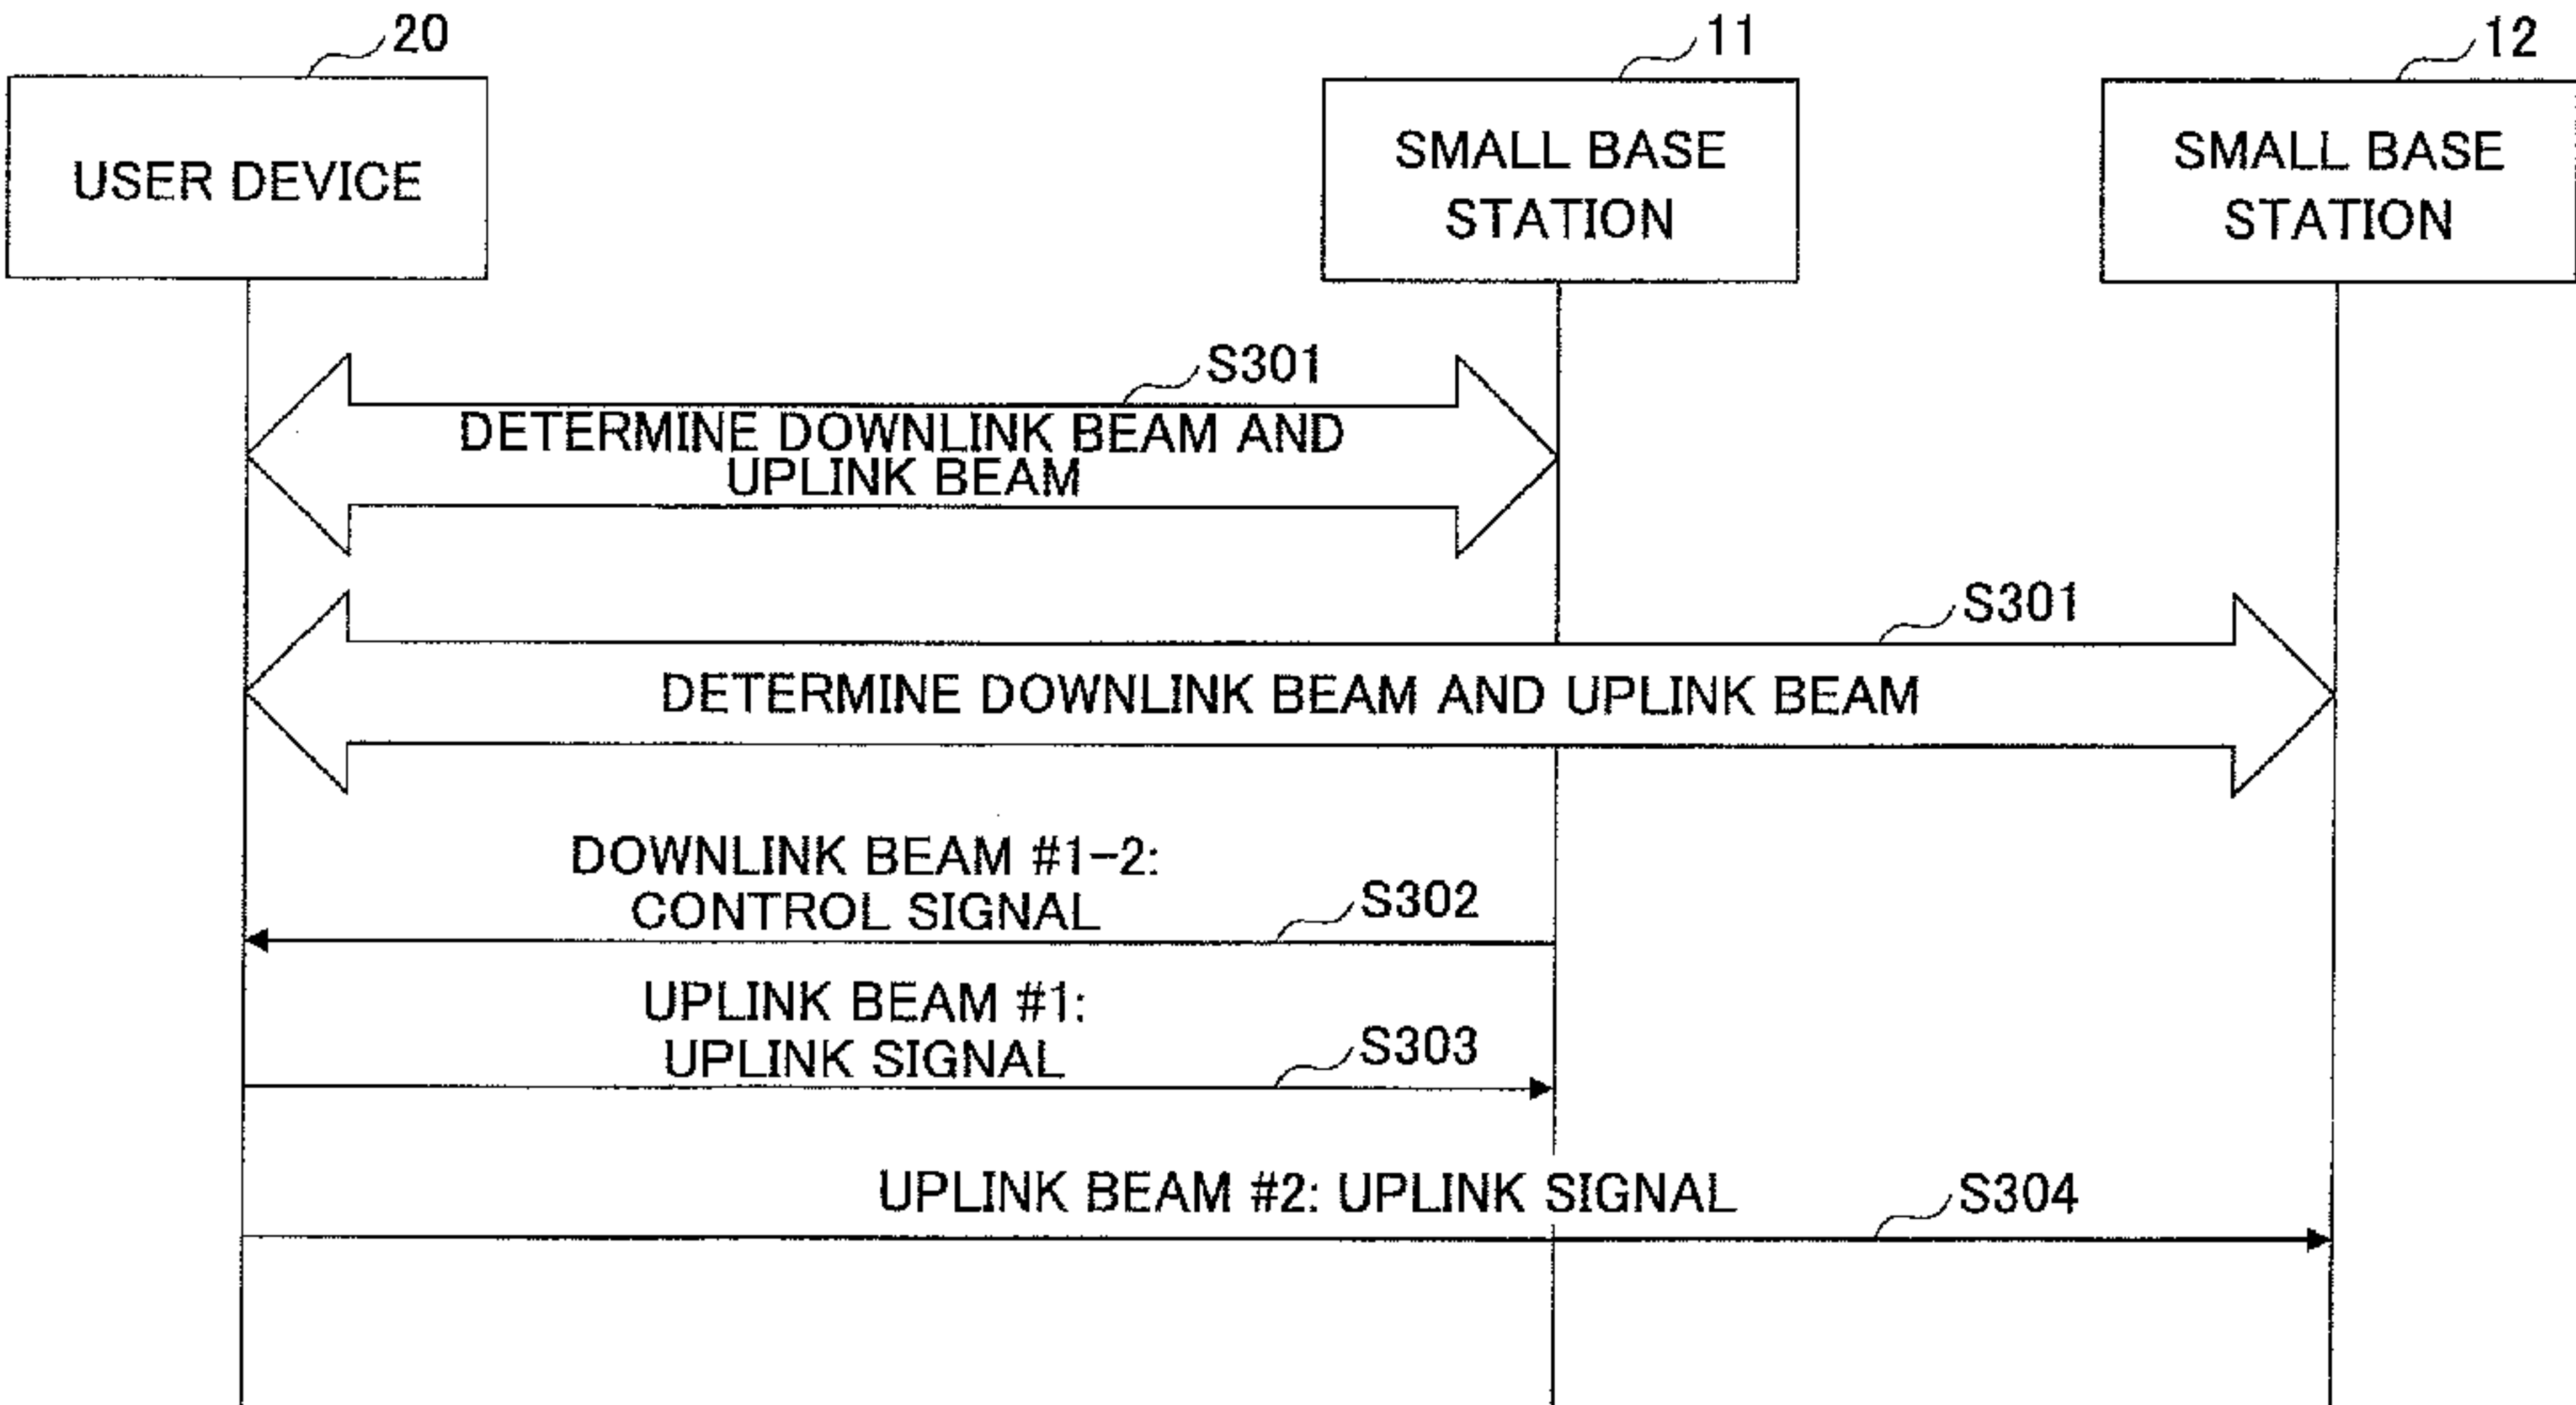 20
11
12
USER DEVICE
SMALL BASE
STATION
SMALL BASE
STATION
S301
DETERMINE DOWNLINK BEAM AND
UPLINK BEAM
S301
DETERMINE DOWNLINK BEAM AND UPLINK BEAM
DOWNLINK BEAM #1-2:
CONTROL SIGNAL
S302
UPLINK BEAM #1:
UPLINK SIGNAL
S303
UPLINK BEAM #2: UPLINK SIGNAL
S304